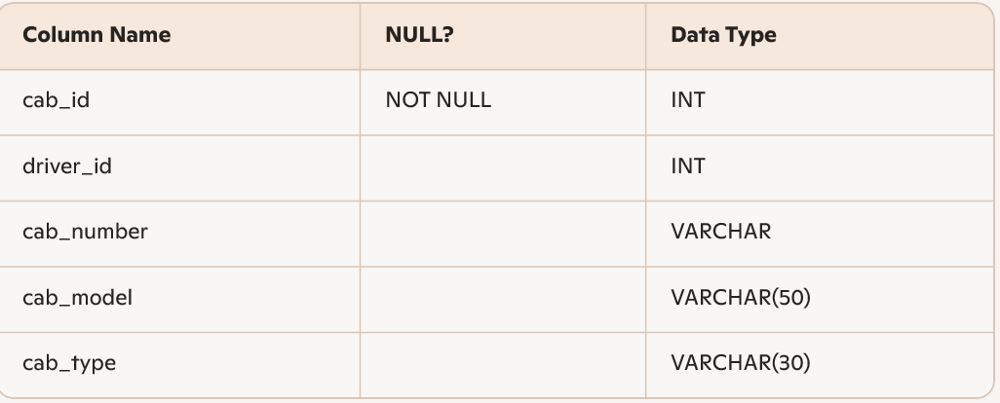 Column Name NULL? Data Type
cab_id NOT NULL INT
driver_id INT
cab_number VARCHAR
cab_model VARCHAR(50)
cab_type VARCHAR(30)